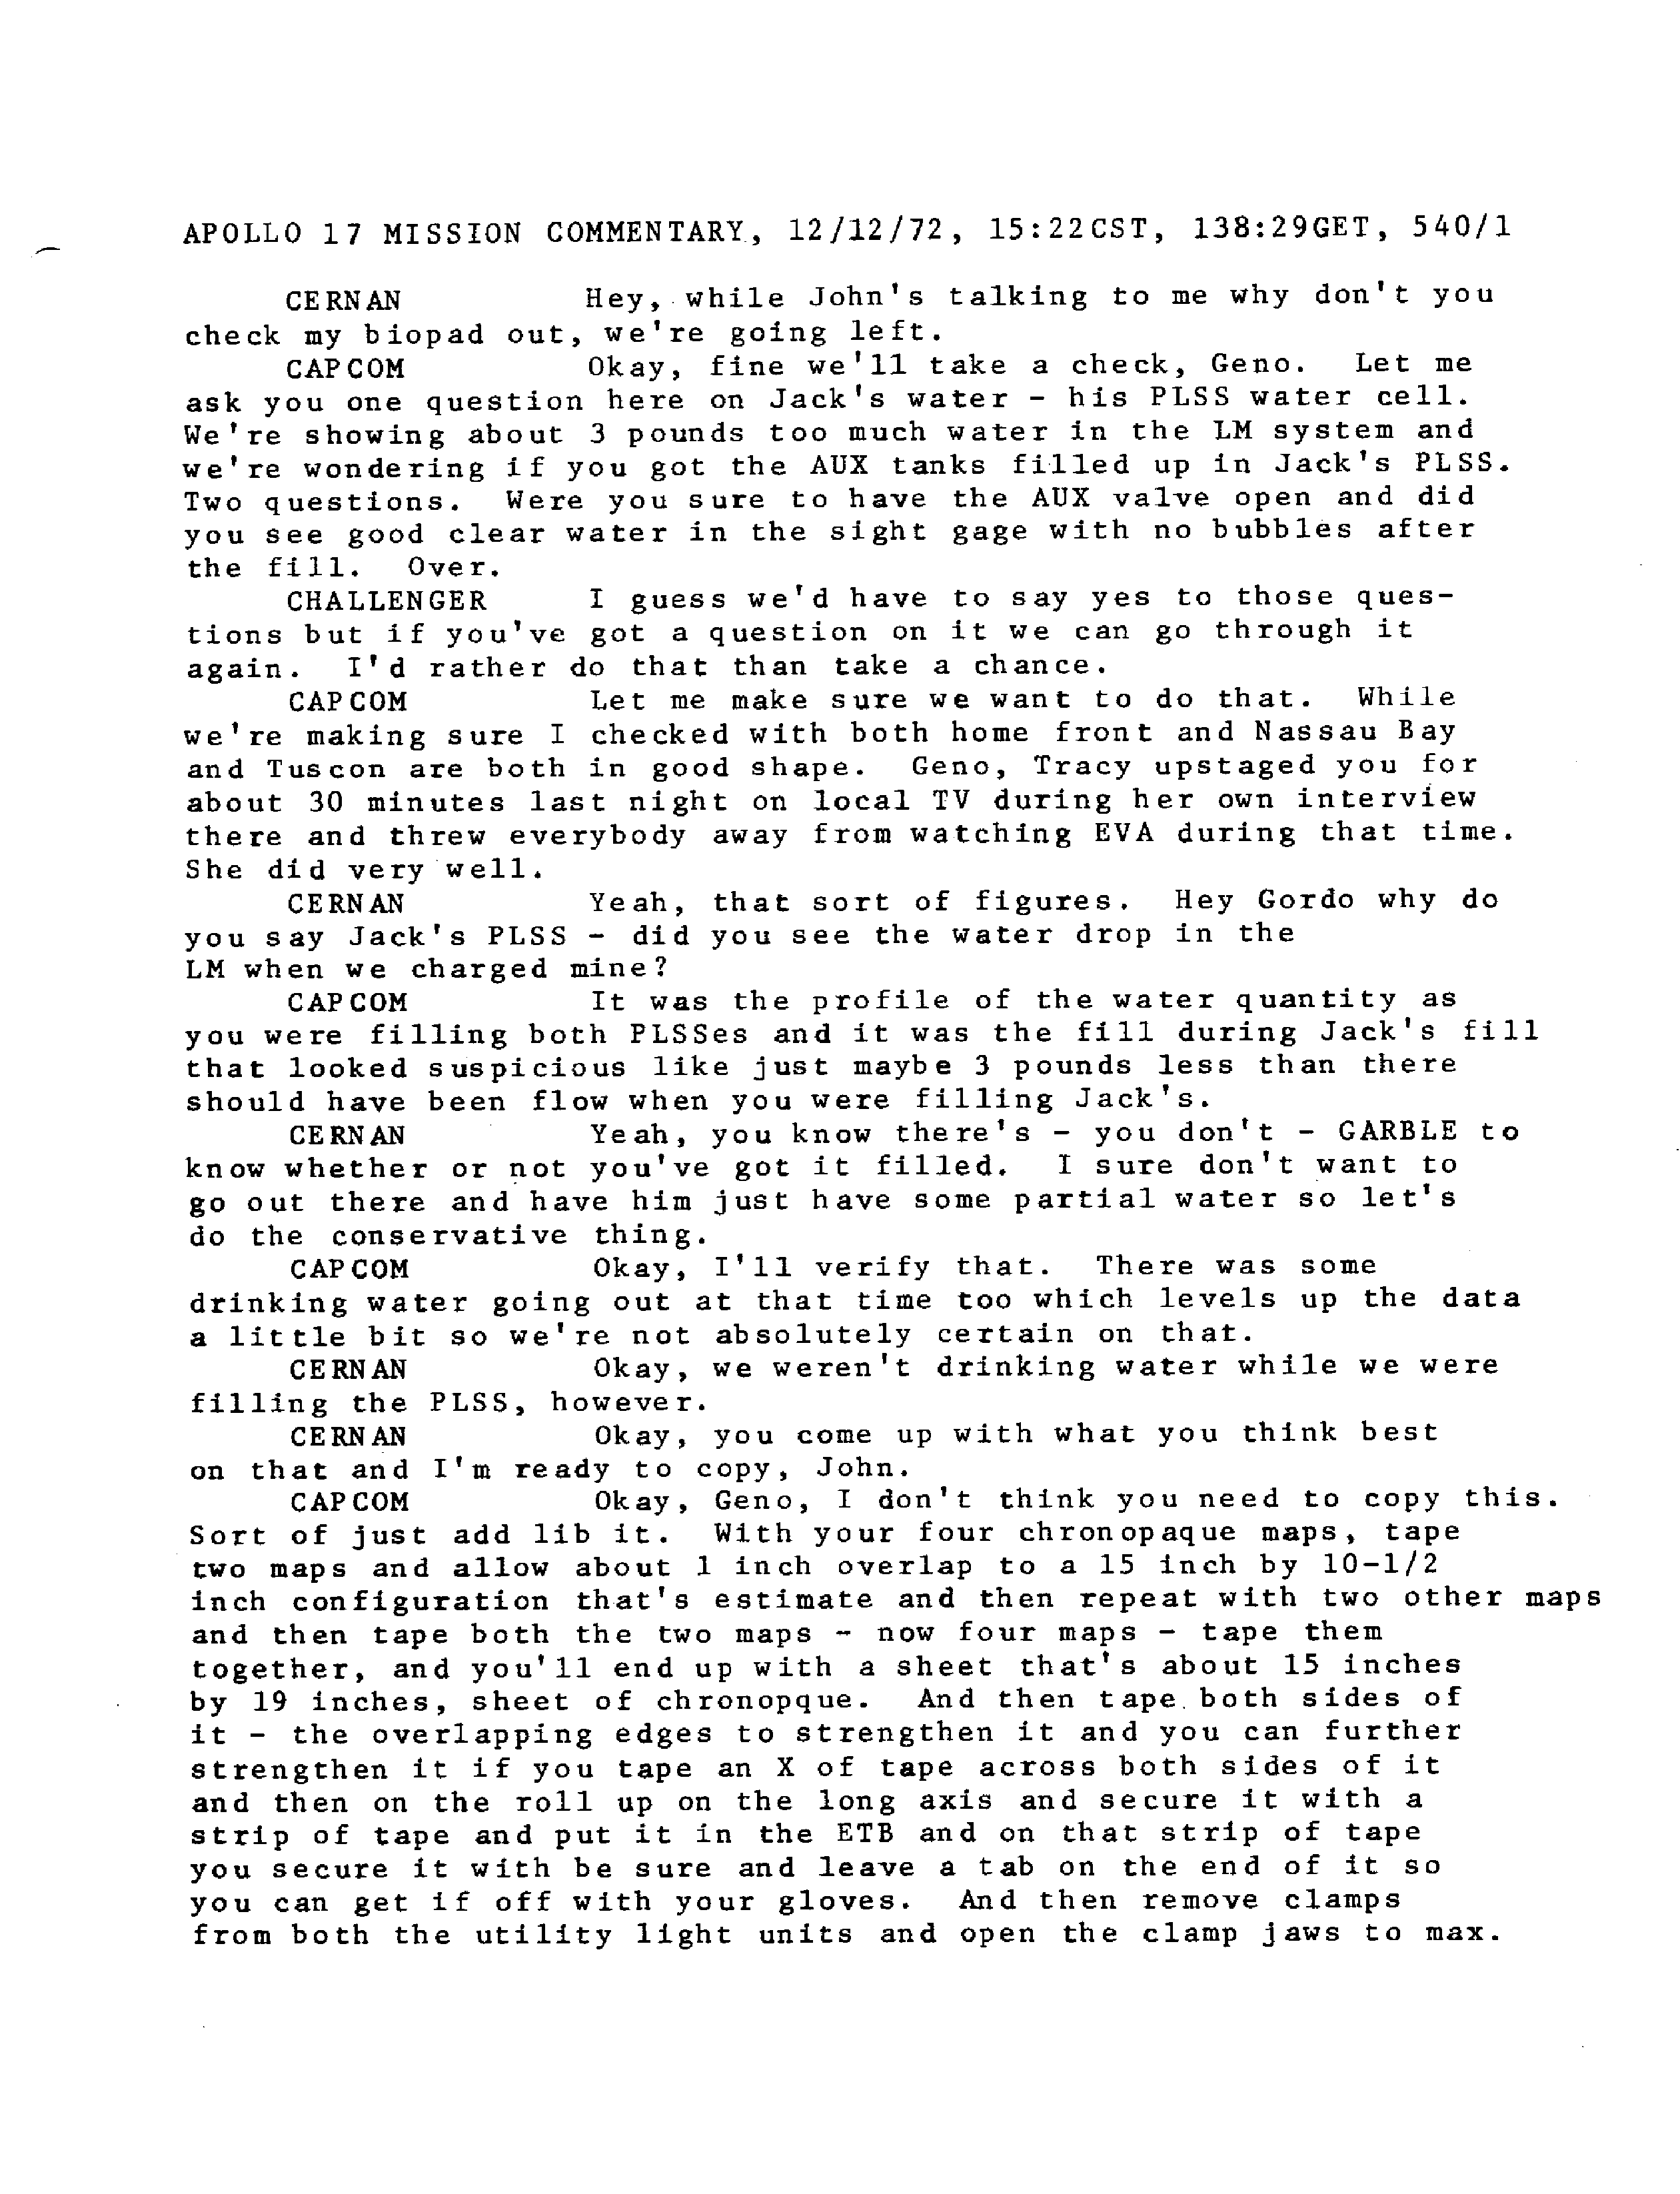 APOLLO 17 MISSION COMMENTARY, 12/12/72, 15:22CST, 138:29GET, 540/1
CERNAN Hey, while John's talking to me why don't you
check my biopad out, we're going left.
CAPCOM Okay, fine we'll take a check, Geno. Let me
ask you one question here on Jack's water - his PLSS water cell.
We're showing about 3 pounds too much water in the LM system and
we're wondering if you got the AUX tanks filled up in Jack's PLSS.
Two questions. Were you sure to have the AUX valve open and did
you see good clear water in the sight gage with no bubbles after
the fill. Over.
CHALLENGER I guess we'd have to say yes to those ques-
tions but if you've got a question on it we can go through it
again. I'd rather do that than take a chance.
CAPCOM Let me make sure we want to do that. While
we're making sure I checked with both home front and Nassau Bay
and Tuscon are both in good shape. Geno, Tracy upstaged you for
about 30 minutes last night on local TV during her own interview
there and threw everybody away from watching EVA during that time.
She did very well.
CERNAN Yeah, that sort of figures. Hey Gordo why do
you say Jack's PLSS - did you see the water drop in the
LM when we charged mine?
CAPCOM It was the profile of the water quantity as
you were filling both PLSSes and it was the fill during Jack's fill
that looked suspicious like just maybe 3 pounds less than there
should have been flow when you were filling Jack's.
CERNAN Yeah, you know there's - you don't - GARBLE to
know whether or not you've got it filled. I sure don't want to
go out there and have him just have some partial water so let's
do the conservative thing.
CAPCOM Okay, I'll verify that. There was some
drinking water going out at that time too which levels up the data
a little bit so we're not absolutely certain on that.
CERNAN Okay, we weren't drinking water while we were
filling the PLSS, however.
CERNAN Okay, you come up with what you think best
on that and I'm ready to copy, John.
CAPCOM Okay, Geno, I don't think you need to copy this.
Sort of just add lib it. With your four chronopaque maps, tape
two maps and allow about 1 inch overlap to a 15 inch by 10-1/2
inch configuration that's estimate and then repeat with two other maps
and then tape both the two maps - now four maps - tape them
together, and you'll end up with a sheet that's about 15 inches
by 19 inches, sheet of chronopque. And then tape both sides of
it - the overlapping edges to strengthen it and you can further
strengthen it if you tape an X of tape across both sides of it
and then on the roll up on the long axis and secure it with a
strip of tape and put it in the ETB and on that strip of tape
you secure it with be sure and leave a tab on the end of it so
you can get if off with your gloves. And then remove clamps
from both the utility light units and open the clamp jaws to max.